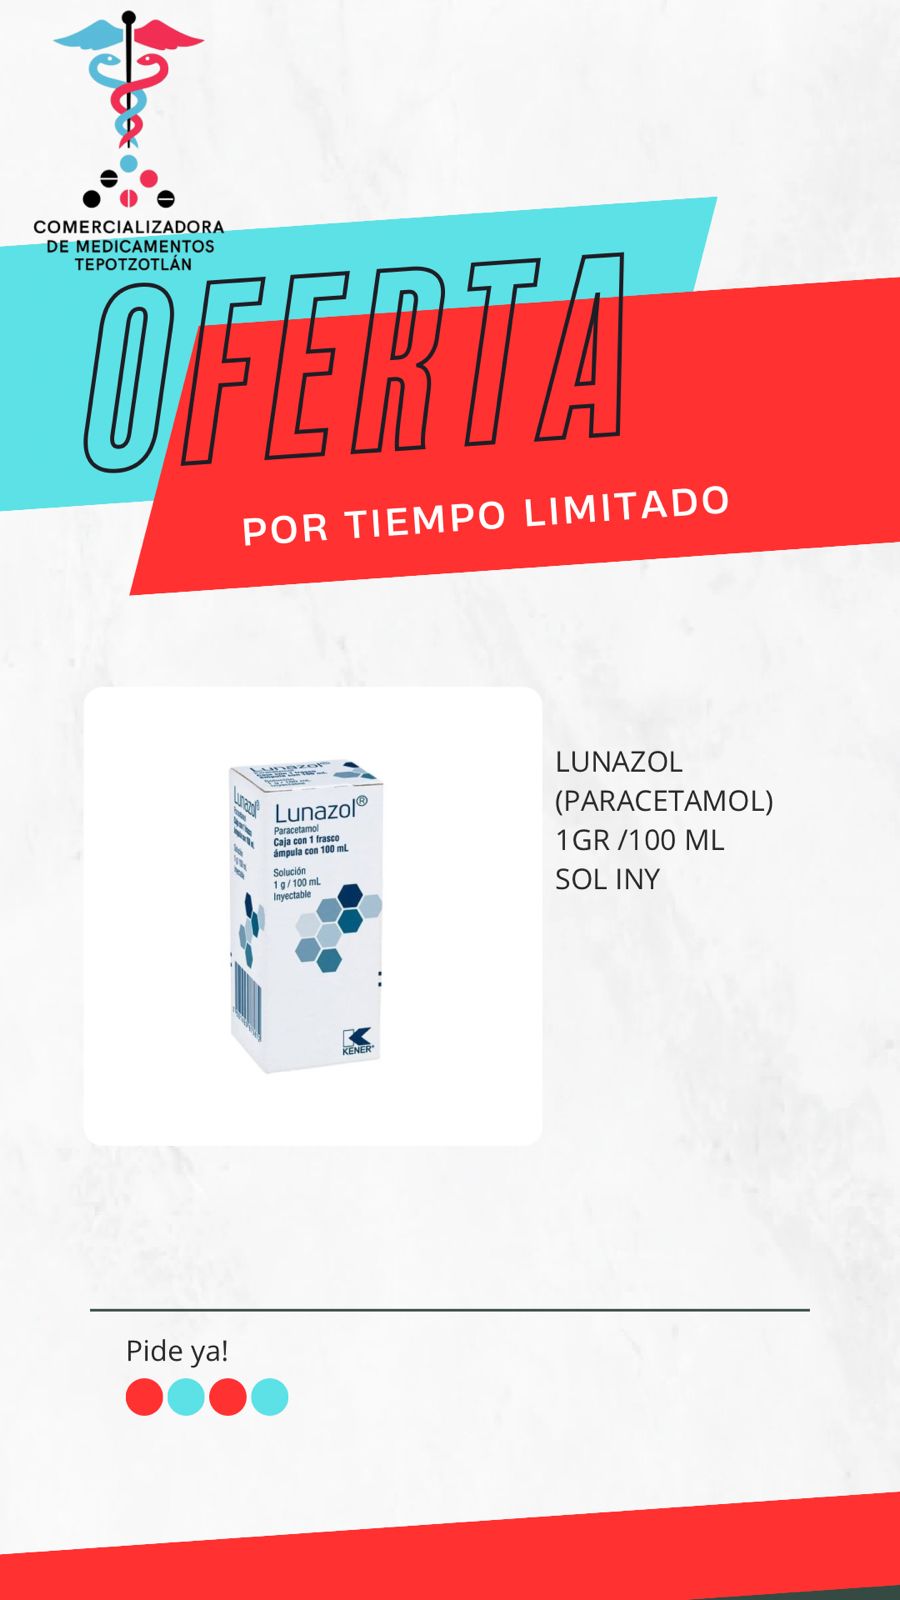 COMERCIALIZADORA
DE MEDICAMENTOS
TEPOTZOTLÁN
OFERTA
POR TIEMPO LIMITADO
LUNAZOL
(PARACETAMOL)
1GR /100 ML
SOL INY
Lunazol®
Paracetamol
Caja con 1 frasco
ámpula con 100 mL
Solución
1 g / 100 mL
Inyectable
KENER®
Pide ya!